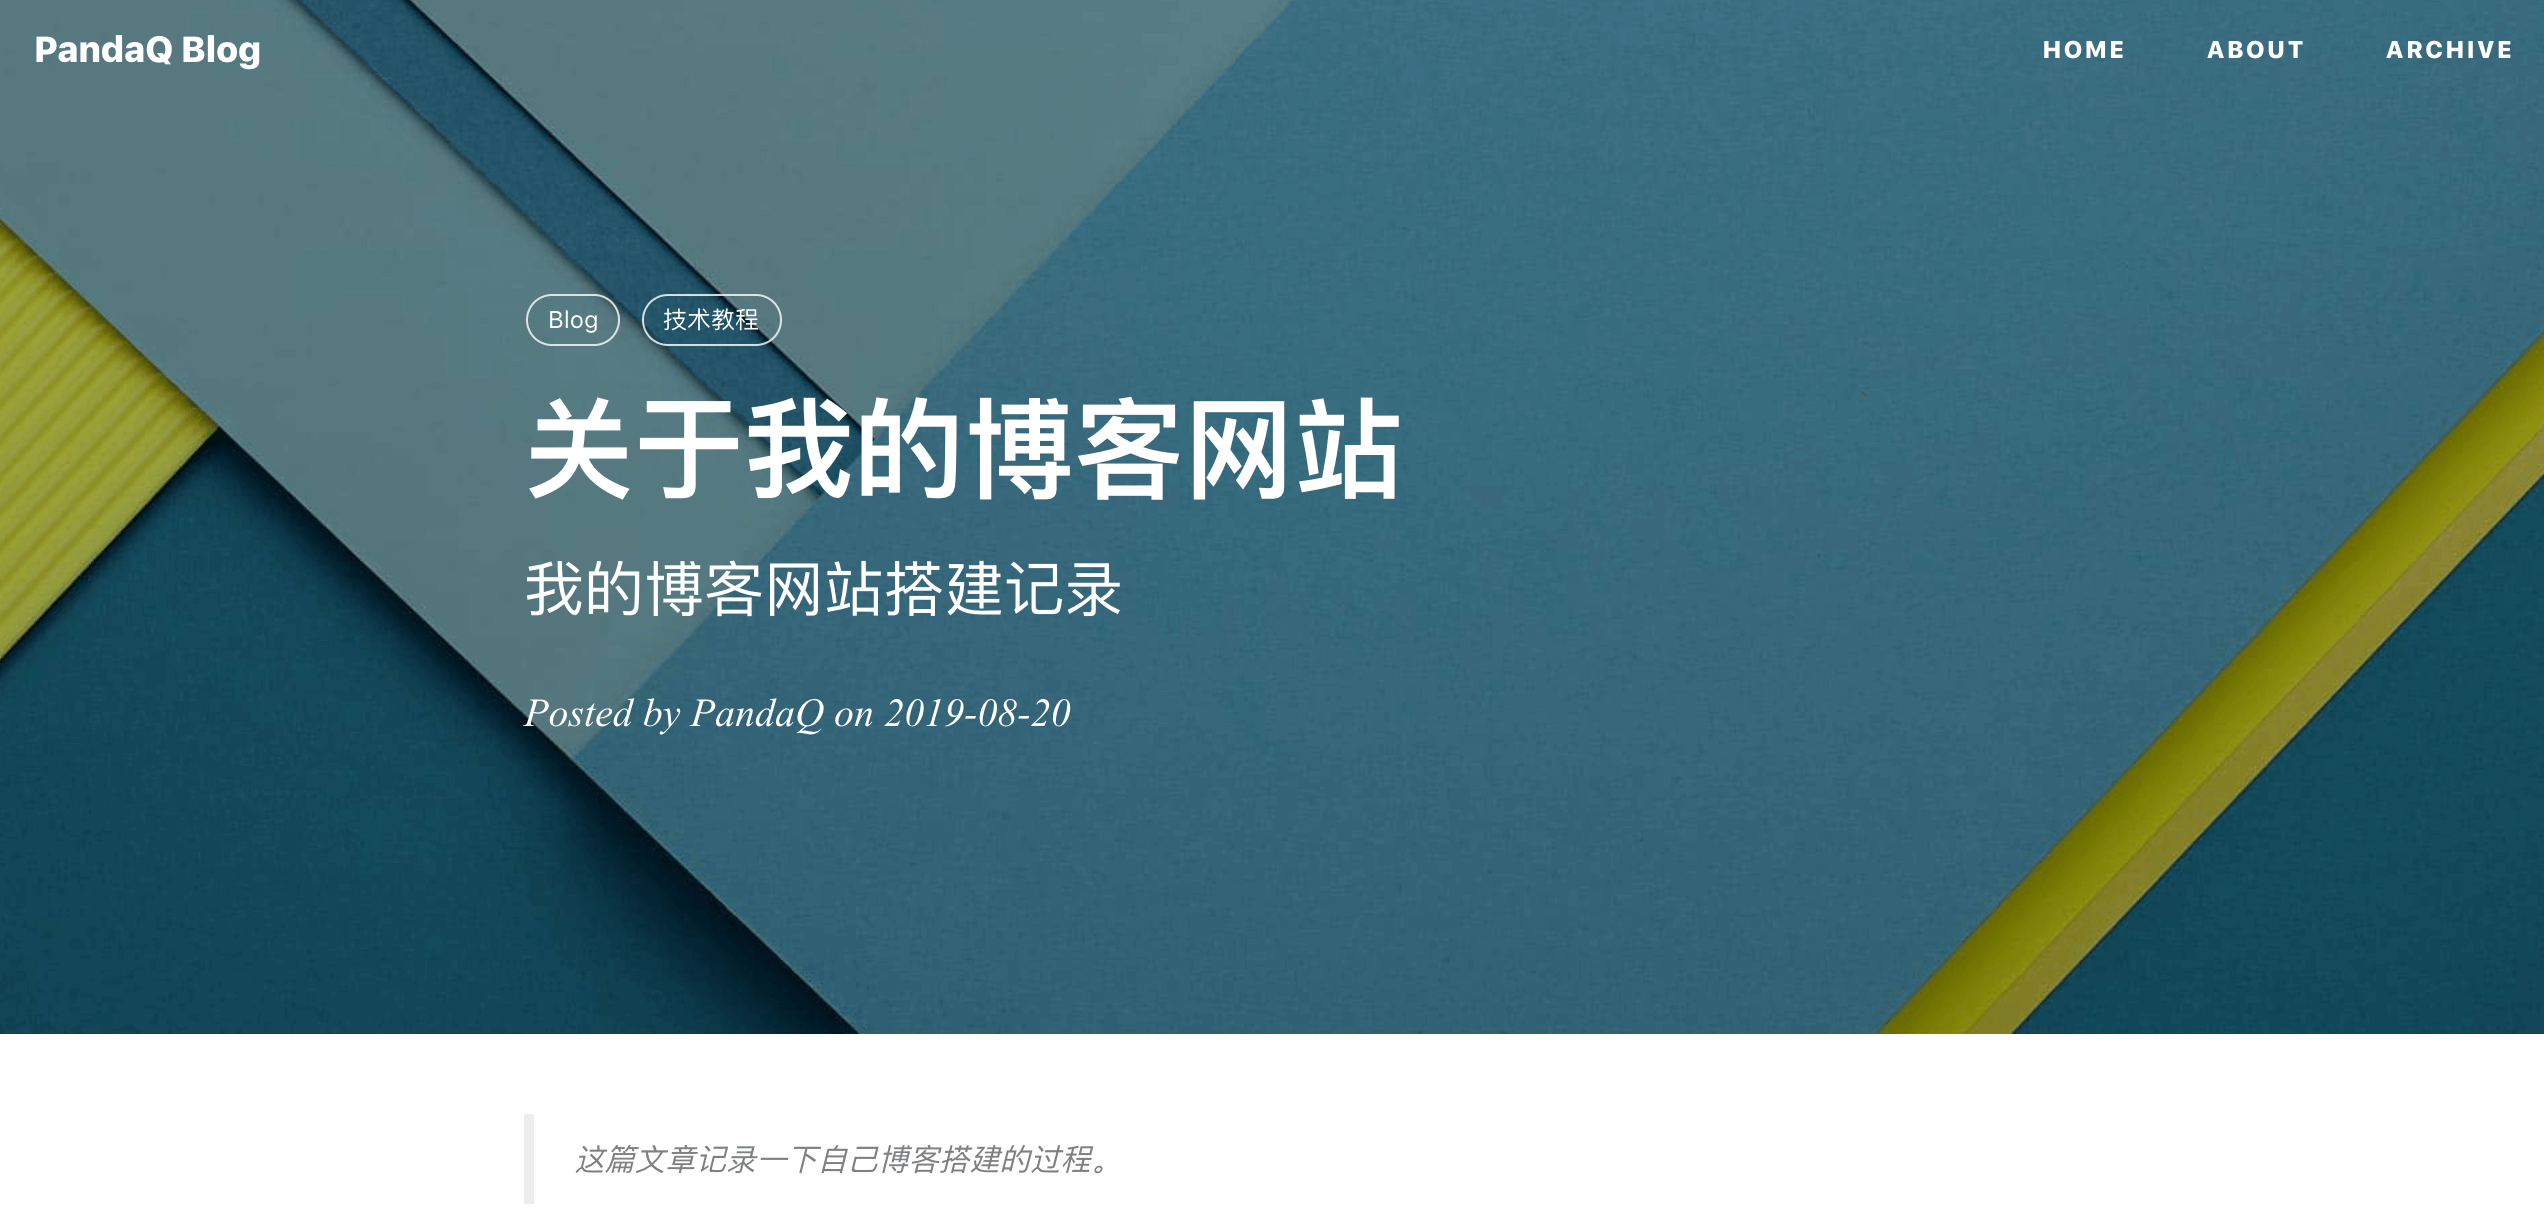 PandaQ Blog
HOME ABOUT ARCHIVE
Blog 技术教程
关于我的博客网站
我的博客网站搭建记录
Posted by PandaQ on 2019-08-20
这篇文章记录一下自己博客搭建的过程。